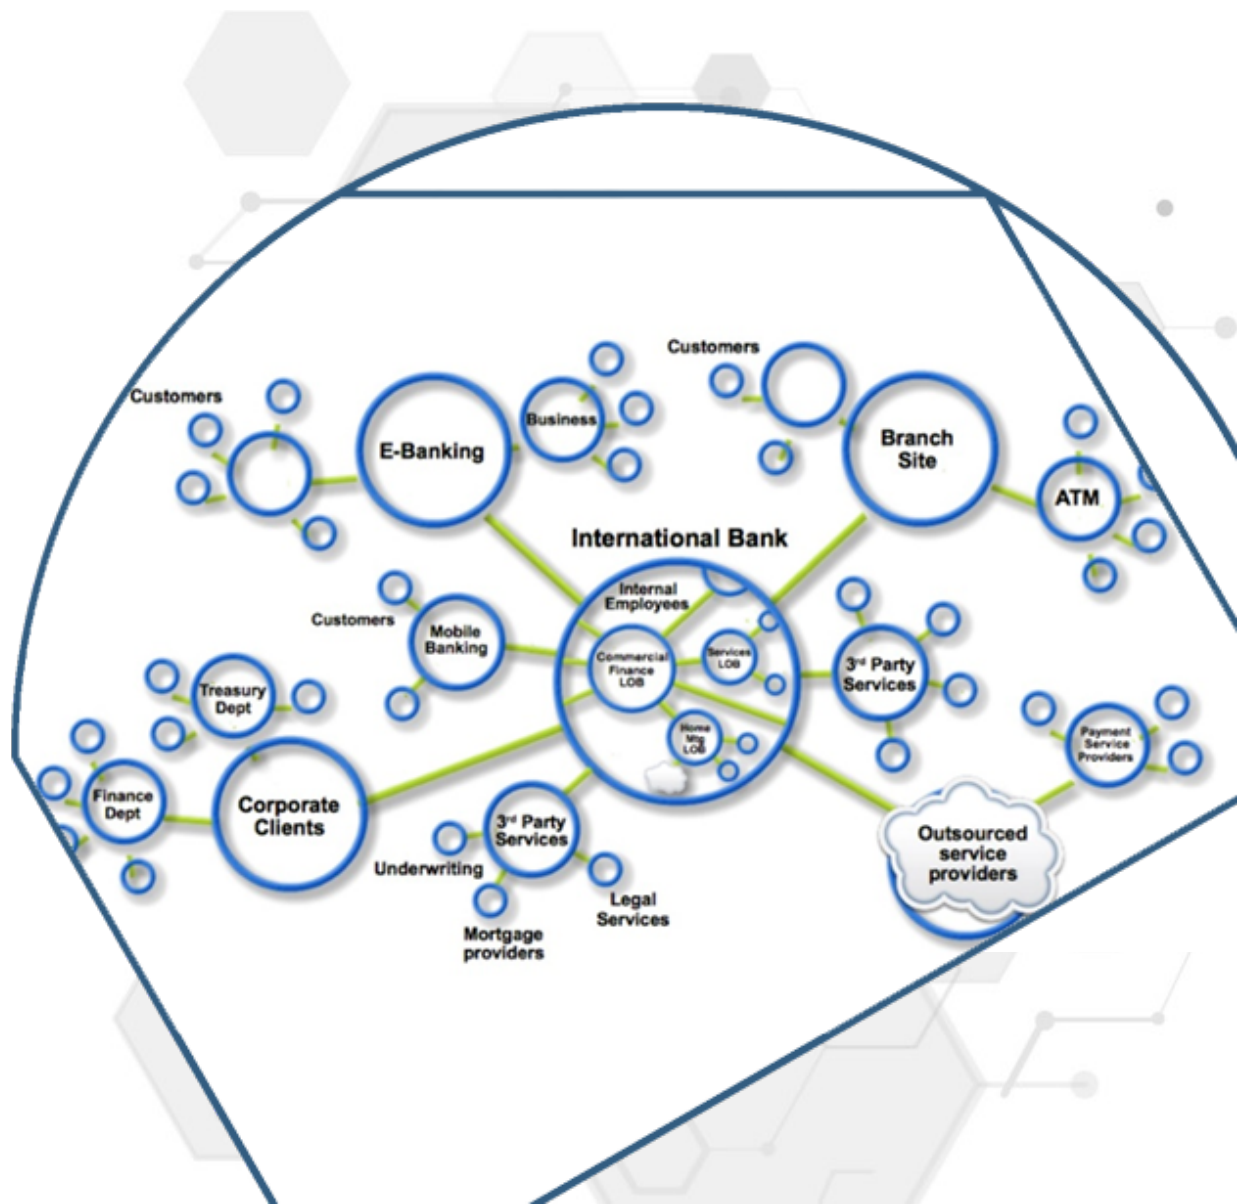 Customers
Customers
Business
E-Banking
Branch
Site
ATM
International Bank
Internal
Employees
Customers
Mobile
Banking
Commercial
Finance
LOB
Services
LOB
3rd Party
Services
Treasury
Dept
Home
Mtg
LOB
Payment
Service
Providers
Finance
Dept
Corporate
Clients
3rd Party
Services
Outsourced
service
providers
Underwriting
Legal
Services
Mortgage
providers